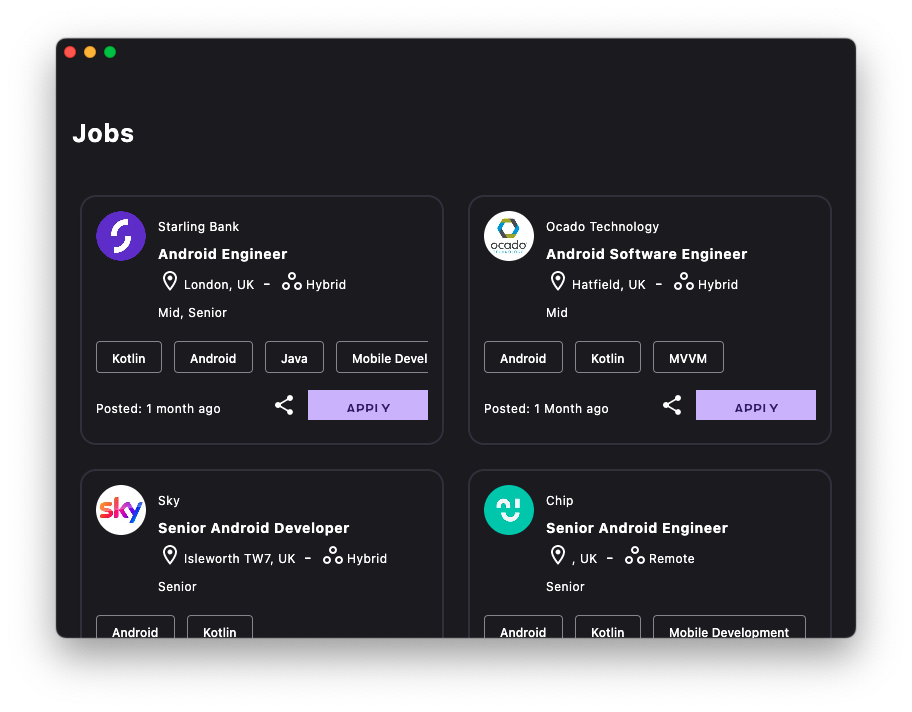 Jobs
Starling Bank
Android Engineer
London, UK - Hybrid
Mid, Senior
Kotlin Android Java Mobile Devel
Posted: 1 month ago APPLY
ocado
Ocado Technology
Android Software Engineer
Hatfield, UK - Hybrid
Mid
Android Kotlin MVVM
Posted: 1 Month ago APPLY
sky
Sky
Senior Android Developer
Isleworth TW7, UK - Hybrid
Senior
Android Kotlin
Chip
Senior Android Engineer
, UK - Remote
Senior
Android Kotlin Mobile Development